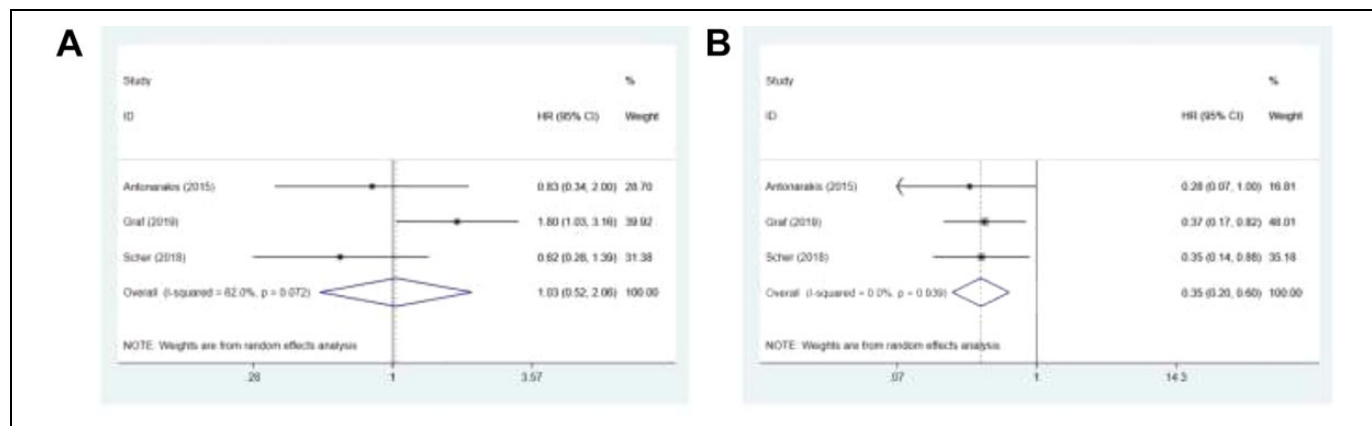 A
Study %
ID HR (95% CI) Weight
Antonarakis (2015) 0.83 (0.34, 2.00) 28.70
Graf (2019) 1.80 (1.03, 3.16) 39.92
Scher (2018) 0.62 (0.28, 1.39) 31.38
Overall (I-squared = 62.0%, p = 0.072) 1.03 (0.52, 2.06) 100.00
NOTE: Weights are from random effects analysis
.28 1 3.57
B
Study %
ID HR (95% CI) Weight
Antonarakis (2015) 0.28 (0.07, 1.00) 16.81
Graf (2019) 0.37 (0.17, 0.82) 48.01
Scher (2018) 0.35 (0.14, 0.88) 35.18
Overall (I-squared = 0.0%, p = 0.939) 0.35 (0.20, 0.60) 100.00
NOTE: Weights are from random effects analysis
.07 1 14.3